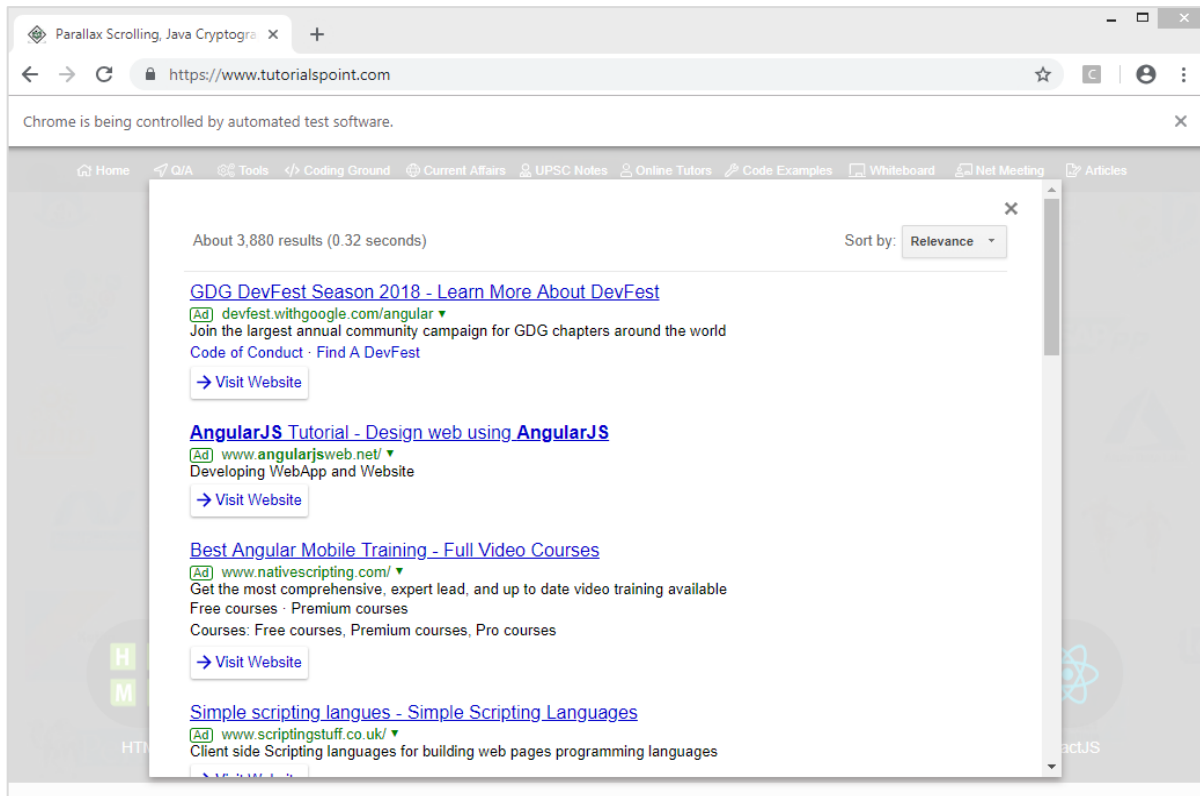 Parallax Scrolling, Java Cryptogra
https://www.tutorialspoint.com
C
Chrome is being controlled by automated test software.
Home Q/A Tools Coding Ground Current Affairs UPSC Notes Online Tutors Code Examples Whiteboard Net Meeting Articles
About 3,880 results (0.32 seconds)
Sort by: Relevance
GDG DevFest Season 2018 - Learn More About DevFest
Ad devfest.withgoogle.com/angular
Join the largest annual community campaign for GDG chapters around the world
Code of Conduct · Find A DevFest
Visit Website
AngularJS Tutorial - Design web using AngularJS
Ad www.angularjsweb.net/
Developing WebApp and Website
Visit Website
Best Angular Mobile Training - Full Video Courses
Ad www.nativescripting.com/
Get the most comprehensive, expert lead, and up to date video training available
Free courses · Premium courses
Courses: Free courses, Premium courses, Pro courses
Visit Website
H
M
Simple scripting langues - Simple Scripting Languages
Ad www.scriptingstuff.co.uk/
Client side Scripting languages for building web pages programming languages
HTM
actJS
Visit Website